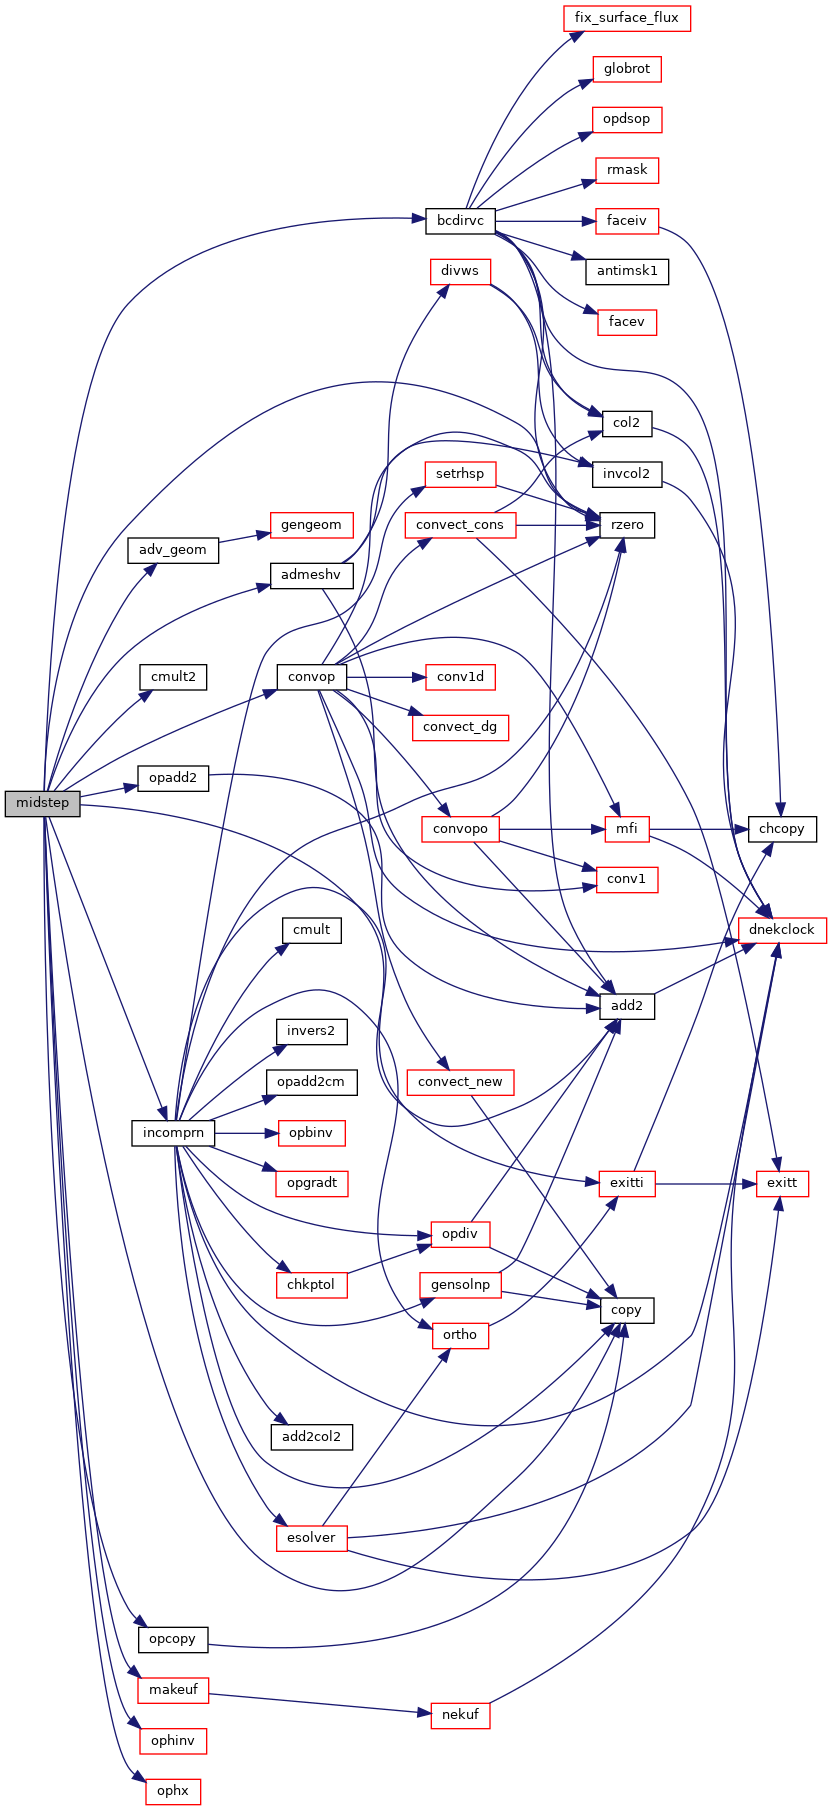 fix_surface_flux
globrot
opdsop
rmask
bcdirvc
faceiv
divws
antimsk1
facev
col2
setrhsp
invcol2
gengeom
convect_cons
rzero
adv_geom
admeshv
cmult2
convop
conv1d
convect_dg
opadd2
midstep
convopo
mfi
chcopy
conv1
cmult
dnekclock
add2
invers2
opadd2cm
convect_new
incomprn
opbinv
opgradt
exitti
exitt
opdiv
chkptol
gensolnp
copy
ortho
add2col2
esolver
opcopy
makeuf
nekuf
ophinv
ophx